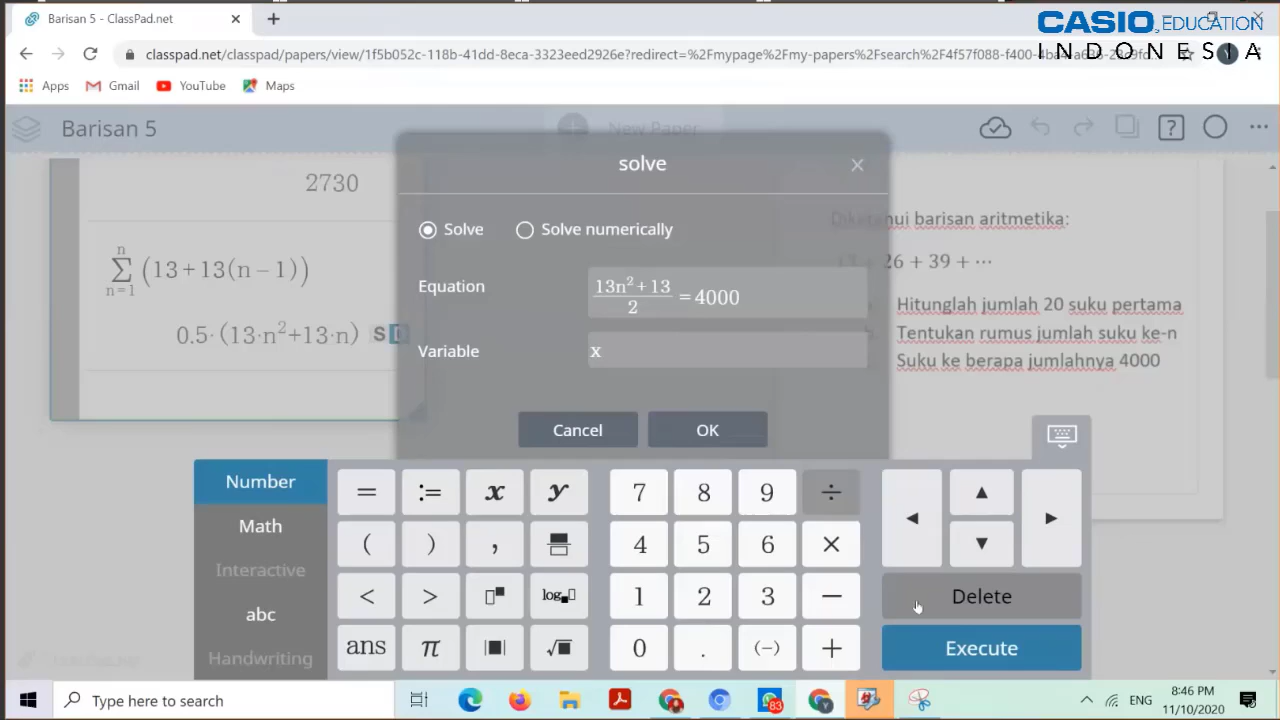 Barisan 5 - ClassPad.net
CASIO EDUCATION
INDONESIA
classpad.net/classpad/papers/view/1f5b052c-118b-41dd-8eca-3323eed2926e?redirect=%2Fmypage%2Fmy-papers%2Fsearch%2F4f57f088-f400-
Apps Gmail YouTube Maps
Barisan 5
New Paper
?
solve
2730
Solve Solve numerically
Diketahui barisan aritmetika:
13 + 26 + 39 + ⋯
n
∑ (13+13(n−1))
n=1
Equation
(13n²+13)/2 =4000
Hitunglah jumlah 20 suku pertama
0.5·(13·n²+13·n) S D
Tentukan rumus jumlah suku ke-n
Variable x
Suku ke berapa jumlahnya 4000
Cancel OK
Number = := x y 7 8 9 ÷ ◄ ▲ ►
Math ( ) , 4 5 6 × ▼
Interactive
abc < > log 1 2 3 − Delete
Handwriting ans π √ 0 . (−) + Execute
Type here to search
83
ENG
8:46 PM
11/10/2020